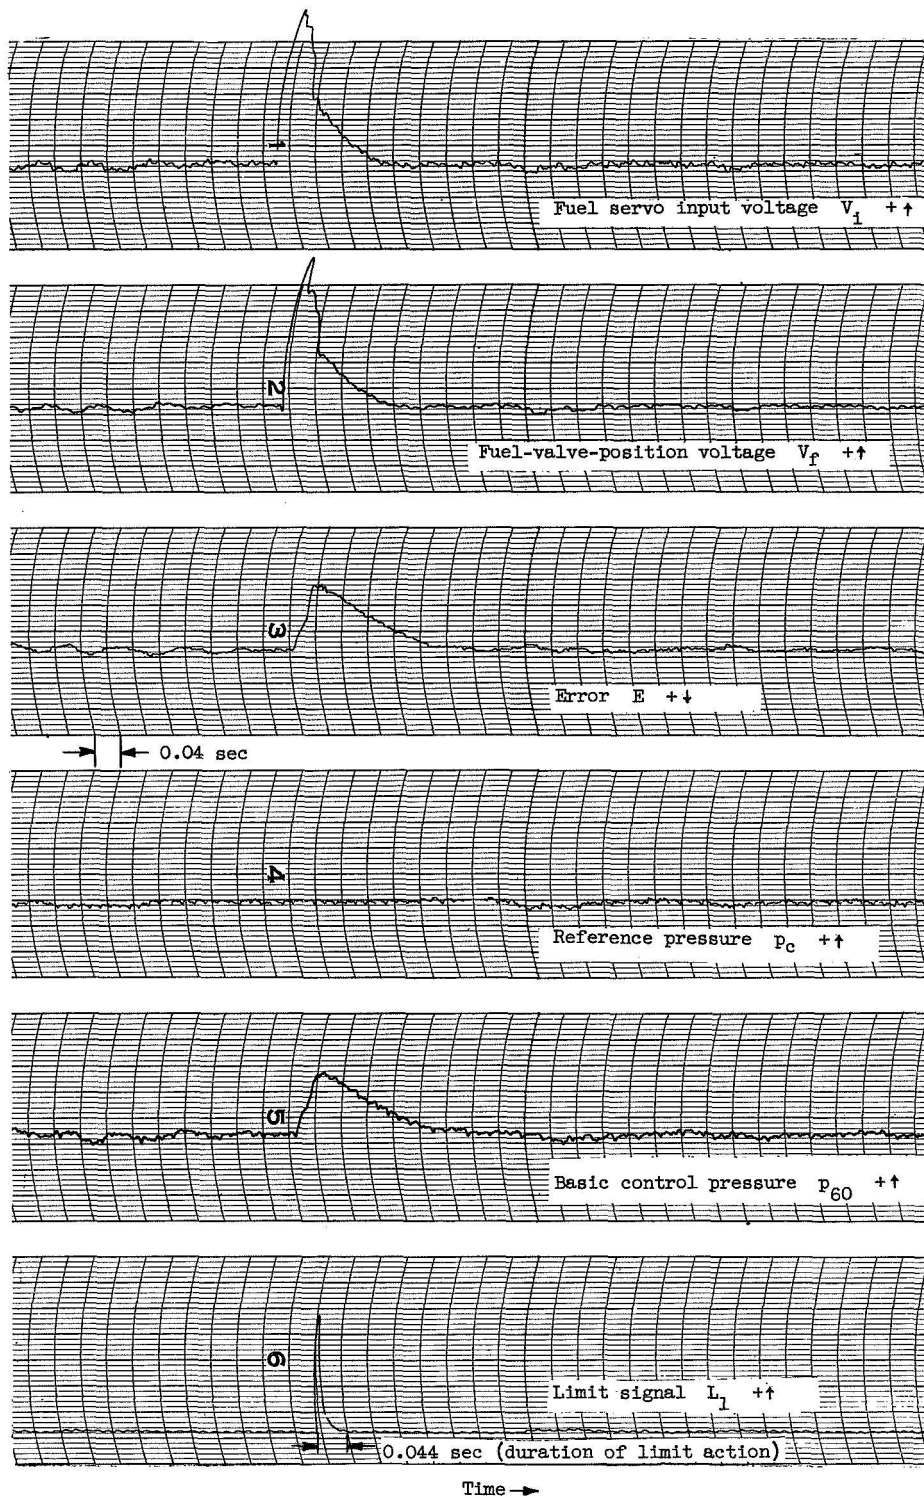 1
Fuel servo input voltage V_i +↑
2
Fuel-valve-position voltage V_f +↑
3
Error E +↓
0.04 sec
4
Reference pressure p_c +↑
5
Basic control pressure p_60 +↑
6
Limit signal L_1 +↑
0.044 sec (duration of limit action)
Time →